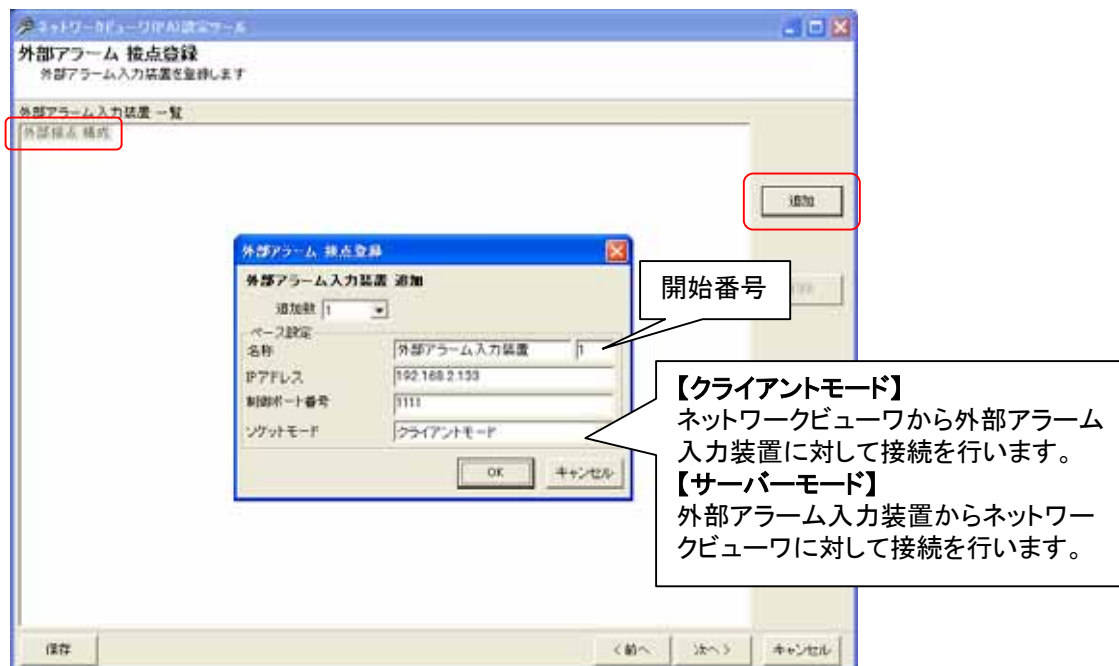 ネットワークビューワ(PA)設定ツール
外部アラーム 接点登録
外部アラーム入力装置を登録します
外部アラーム入力装置 一覧
外部接点 構成
追加
外部アラーム 接点登録
外部アラーム入力装置 追加
追加数 1
ベース設定
名称 外部アラーム入力装置 1
IPアドレス 192.168.2.133
制御ポート番号 1111
ソケットモード クライアントモード
OK キャンセル
開始番号
【クライアントモード】
ネットワークビューワから外部アラーム
入力装置に対して接続を行います。
【サーバーモード】
外部アラーム入力装置からネットワー
クビューワに対して接続を行います。
保存 <前へ 次へ> キャンセル